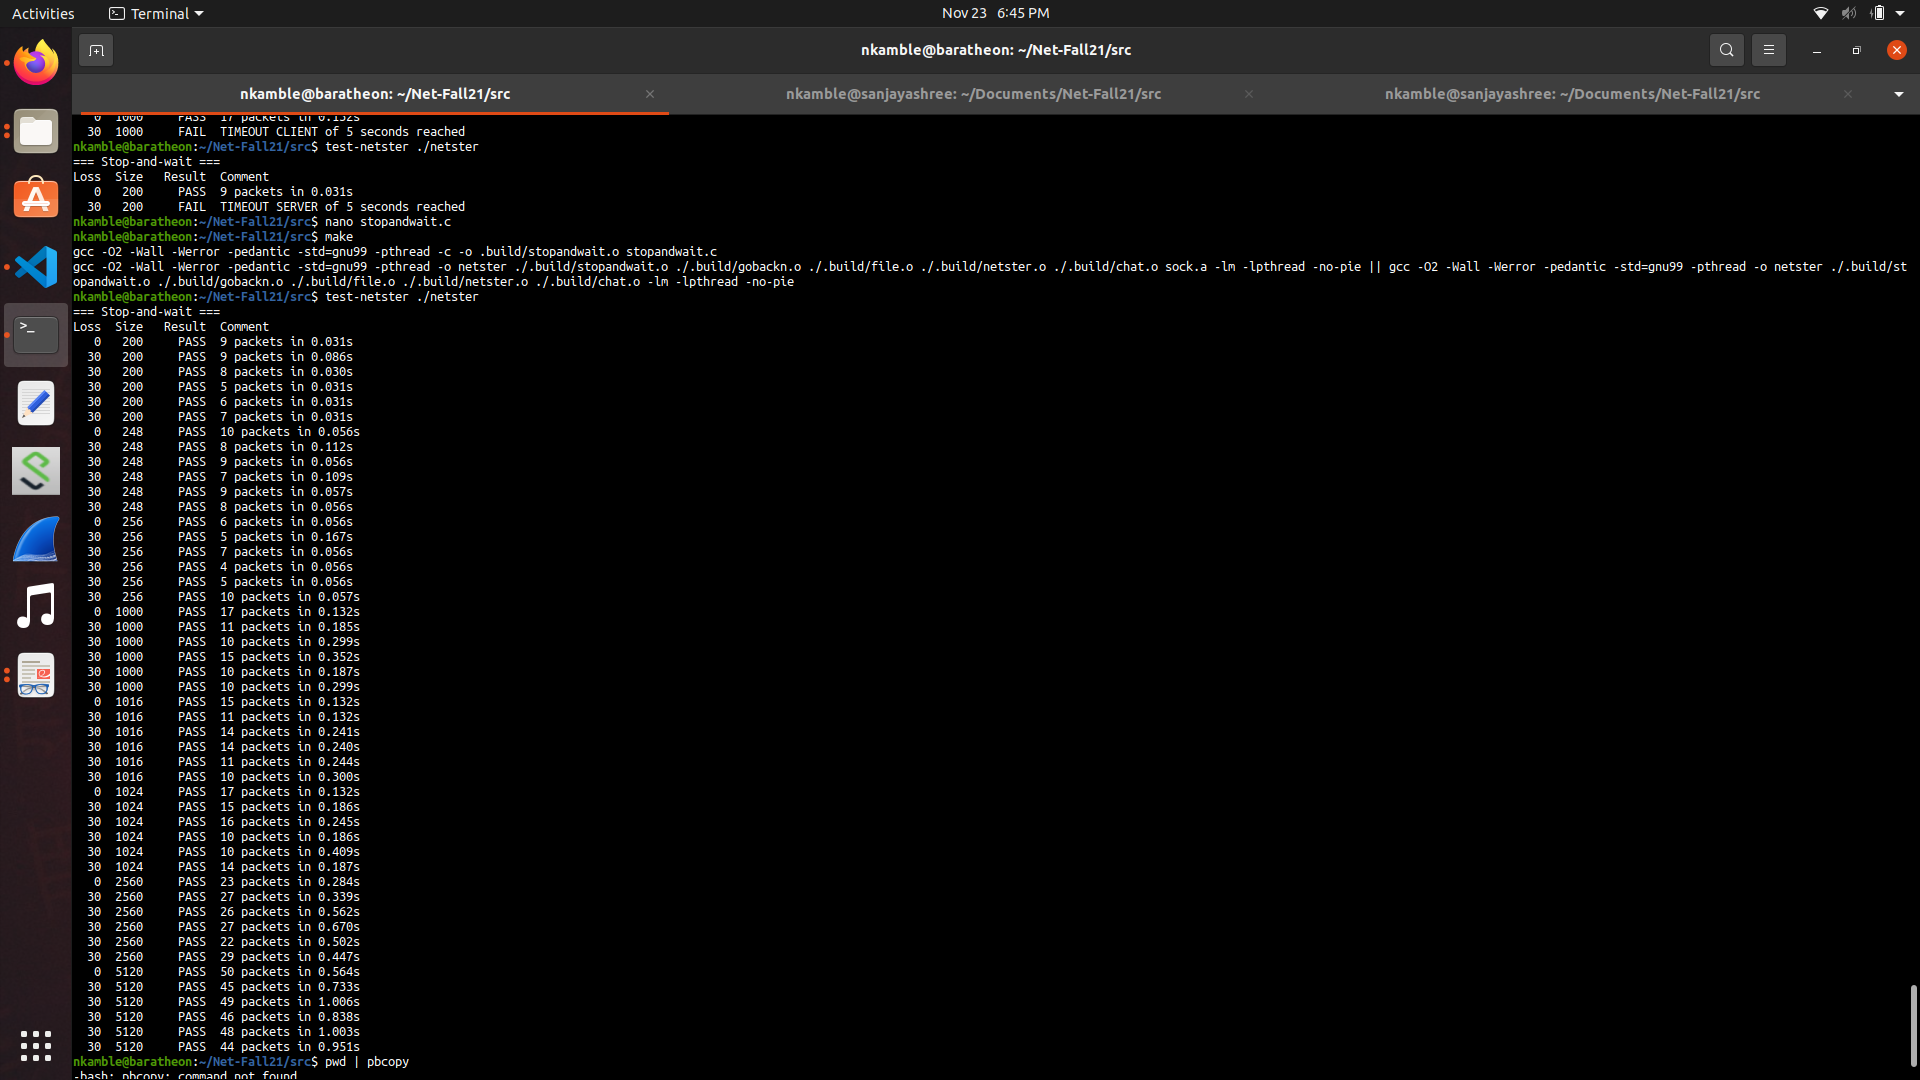 Activities Terminal Nov 23 6:45 PM
nkamble@baratheon: ~/Net-Fall21/src
nkamble@baratheon: ~/Net-Fall21/src nkamble@sanjayashree: ~/Documents/Net-Fall21/src nkamble@sanjayashree: ~/Documents/Net-Fall21/src
0 1000 PASS 17 packets in 0.132s
30 1000 FAIL TIMEOUT CLIENT of 5 seconds reached
nkamble@baratheon:~/Net-Fall21/src$ test-netster ./netster
=== Stop-and-wait ===
Loss Size Result Comment
0 200 PASS 9 packets in 0.031s
30 200 FAIL TIMEOUT SERVER of 5 seconds reached
nkamble@baratheon:~/Net-Fall21/src$ nano stopandwait.c
nkamble@baratheon:~/Net-Fall21/src$ make
gcc -O2 -Wall -Werror -pedantic -std=gnu99 -pthread -c -o .build/stopandwait.o stopandwait.c
gcc -O2 -Wall -Werror -pedantic -std=gnu99 -pthread -o netster ./.build/stopandwait.o ./.build/gobackn.o ./.build/file.o ./.build/netster.o ./.build/chat.o sock.a -lm -lpthread -no-pie || gcc -O2 -Wall -Werror -pedantic -std=gnu99 -pthread -o netster ./.build/st
opandwait.o ./.build/gobackn.o ./.build/file.o ./.build/netster.o ./.build/chat.o -lm -lpthread -no-pie
nkamble@baratheon:~/Net-Fall21/src$ test-netster ./netster
=== Stop-and-wait ===
Loss Size Result Comment
0 200 PASS 9 packets in 0.031s
30 200 PASS 9 packets in 0.086s
30 200 PASS 8 packets in 0.030s
30 200 PASS 5 packets in 0.031s
30 200 PASS 6 packets in 0.031s
30 200 PASS 7 packets in 0.031s
0 248 PASS 10 packets in 0.056s
30 248 PASS 8 packets in 0.112s
30 248 PASS 9 packets in 0.056s
30 248 PASS 7 packets in 0.109s
30 248 PASS 9 packets in 0.057s
30 248 PASS 8 packets in 0.056s
0 256 PASS 6 packets in 0.056s
30 256 PASS 5 packets in 0.167s
30 256 PASS 7 packets in 0.056s
30 256 PASS 4 packets in 0.056s
30 256 PASS 5 packets in 0.056s
30 256 PASS 10 packets in 0.057s
0 1000 PASS 17 packets in 0.132s
30 1000 PASS 11 packets in 0.185s
30 1000 PASS 10 packets in 0.299s
30 1000 PASS 15 packets in 0.352s
30 1000 PASS 10 packets in 0.187s
30 1000 PASS 10 packets in 0.299s
0 1016 PASS 15 packets in 0.132s
30 1016 PASS 11 packets in 0.132s
30 1016 PASS 14 packets in 0.241s
30 1016 PASS 14 packets in 0.240s
30 1016 PASS 11 packets in 0.244s
30 1016 PASS 10 packets in 0.300s
0 1024 PASS 17 packets in 0.132s
30 1024 PASS 15 packets in 0.186s
30 1024 PASS 16 packets in 0.245s
30 1024 PASS 10 packets in 0.186s
30 1024 PASS 10 packets in 0.409s
30 1024 PASS 14 packets in 0.187s
0 2560 PASS 23 packets in 0.284s
30 2560 PASS 27 packets in 0.339s
30 2560 PASS 26 packets in 0.562s
30 2560 PASS 27 packets in 0.670s
30 2560 PASS 22 packets in 0.502s
30 2560 PASS 29 packets in 0.447s
0 5120 PASS 50 packets in 0.564s
30 5120 PASS 45 packets in 0.733s
30 5120 PASS 49 packets in 1.006s
30 5120 PASS 46 packets in 0.838s
30 5120 PASS 48 packets in 1.003s
30 5120 PASS 44 packets in 0.951s
nkamble@baratheon:~/Net-Fall21/src$ pwd | pbcopy
-bash: pbcopy: command not found